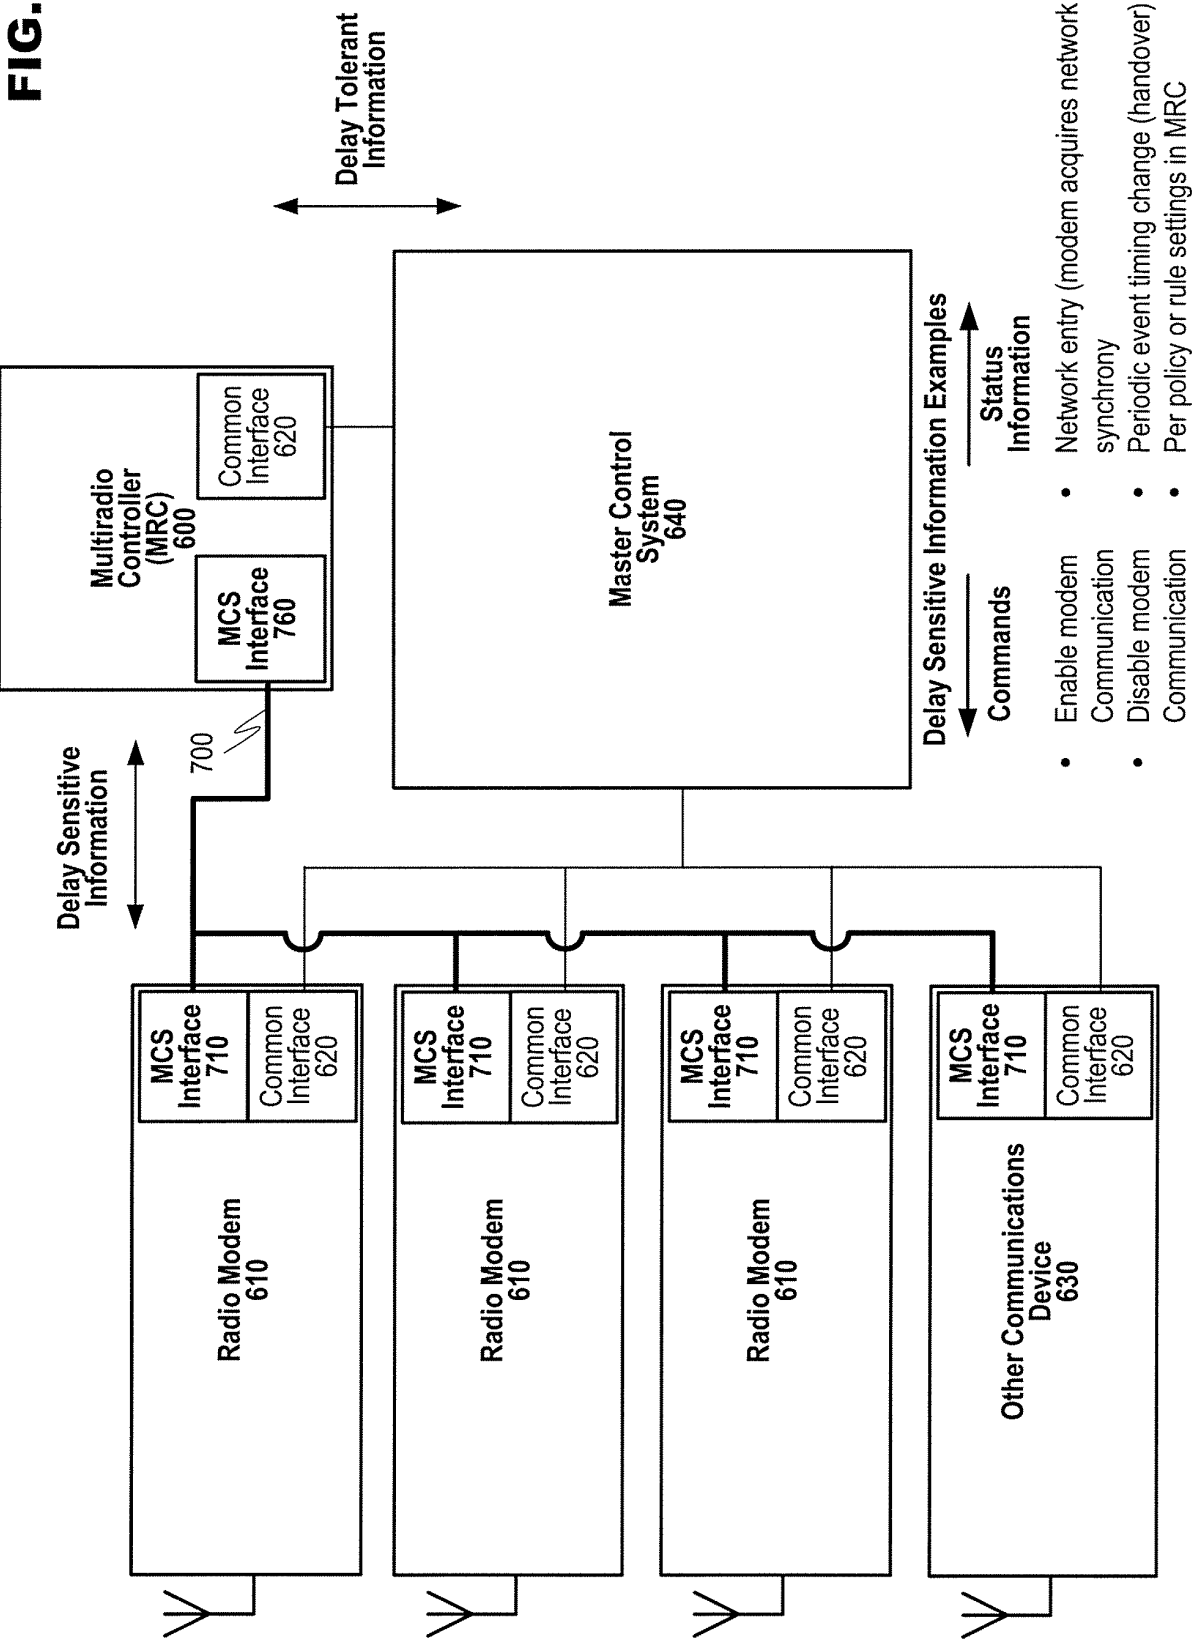 FIG.
Delay Sensitive
Information
700
Multiradio
Controller
(MRC)
600
MCS
Interface
760
Common
Interface
620
Delay Tolerant
Information
Radio Modem
610
MCS
Interface
710
Common
Interface
620
Radio Modem
610
MCS
Interface
710
Common
Interface
620
Radio Modem
610
MCS
Interface
710
Common
Interface
620
Other Communications
Device
630
MCS
Interface
710
Common
Interface
620
Master Control
System
640
Delay Sensitive Information Examples
Commands
• Enable modem
Communication
• Disable modem
Communication
Status
Information
• Network entry (modem acquires network
synchrony
• Periodic event timing change (handover)
• Per policy or rule settings in MRC